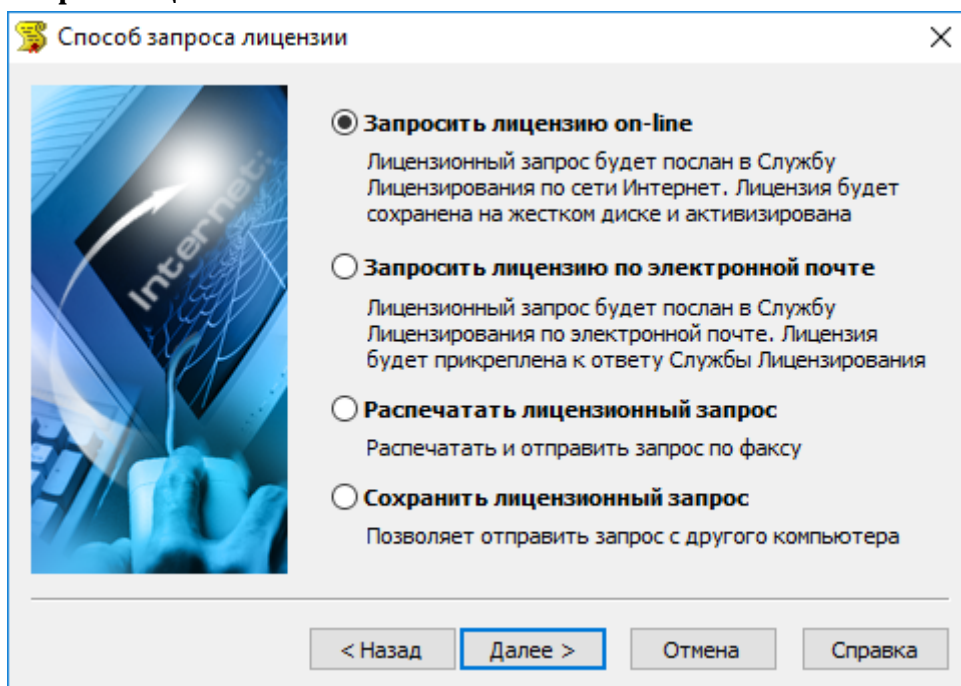 Способ запроса лицензии
Запросить лицензию on-line
Лицензионный запрос будет послан в Службу
Лицензирования по сети Интернет. Лицензия будет
сохранена на жестком диске и активизирована
Internet:
Запросить лицензию по электронной почте
Лицензионный запрос будет послан в Службу
Лицензирования по электронной почте. Лицензия
будет прикреплена к ответу Службы Лицензирования
Распечатать лицензионный запрос
Распечатать и отправить запрос по факсу
Сохранить лицензионный запрос
Позволяет отправить запрос с другого компьютера
< Назад Далее > Отмена Справка